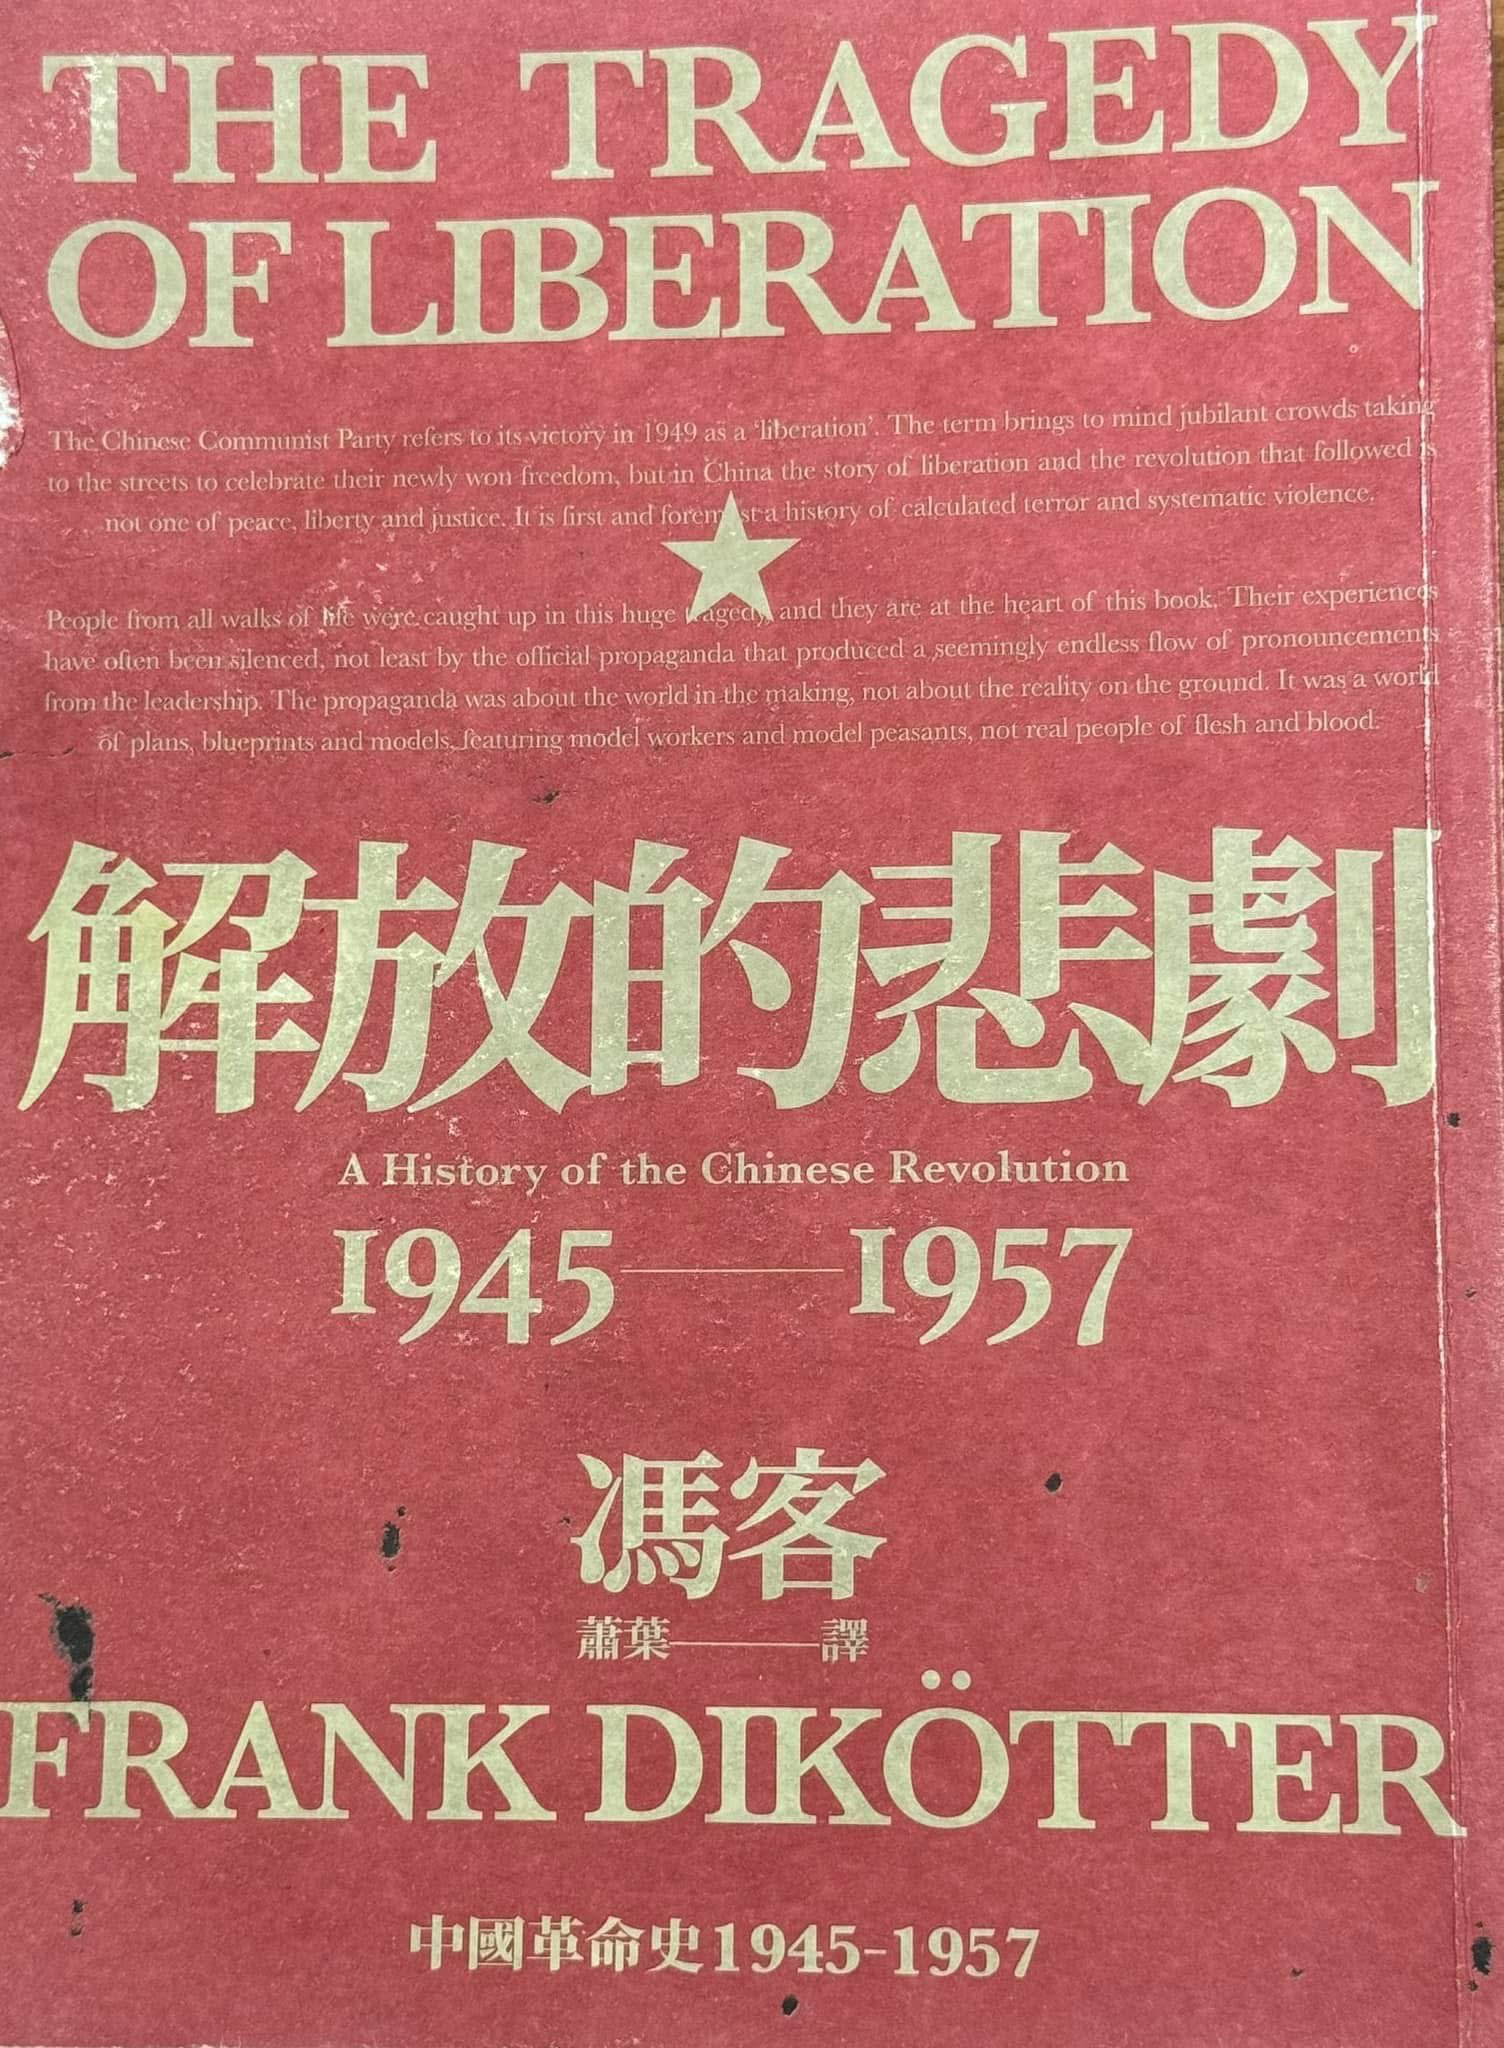 THE TRAGEDY
OF LIBERATION
The Chinese Communist Party refers to its victory in 1949 as a ‘liberation’. The term brings to mind jubilant crowds taking
to the streets to celebrate their newly won freedom, but in China the story of liberation and the revolution that followed is
not one of peace, liberty and justice. It is first and foremost a history of calculated terror and systematic violence.
People from all walks of life were caught up in this huge tragedy, and they are at the heart of this book. Their experiences
have often been silenced, not least by the official propaganda that produced a seemingly endless flow of pronouncements
from the leadership. The propaganda was about the world in the making, not about the reality on the ground. It was a world
of plans, blueprints and models, featuring model workers and model peasants, not real people of flesh and blood.
解放的悲劇
A History of the Chinese Revolution
1945——1957
馮客
蕭葉——譯
FRANK DIKÖTTER
中國革命史1945-1957